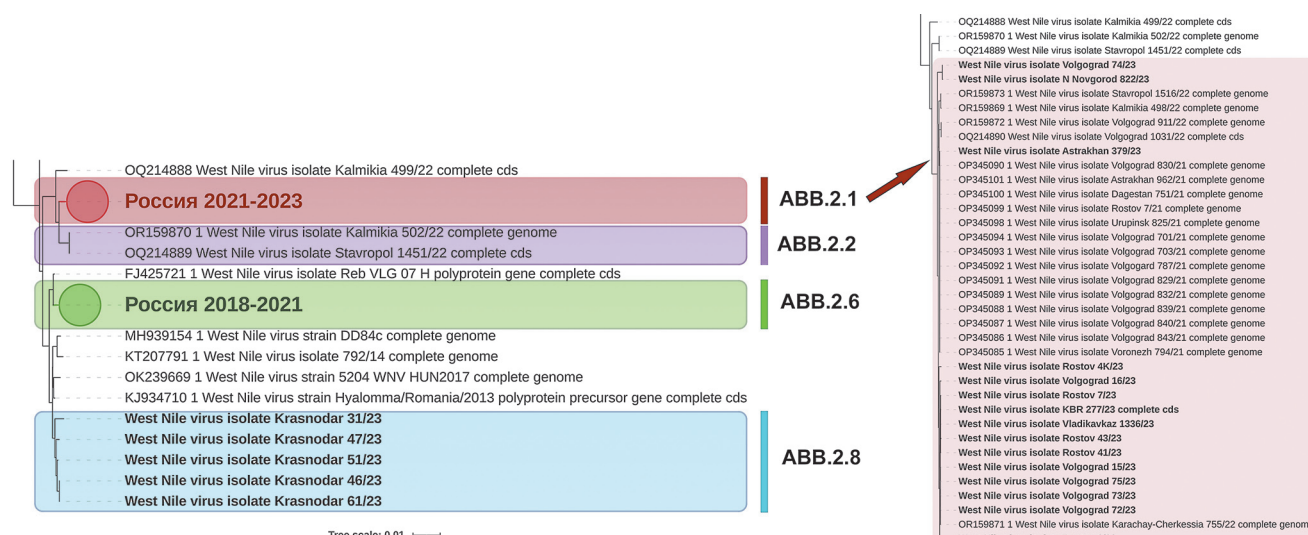 OQ214888 West Nile virus isolate Kalmikia 499/22 complete cds
Россия 2021-2023
ABB.2.1
OR159870 1 West Nile virus isolate Kalmikia 502/22 complete genome
OQ214889 West Nile virus isolate Stavropol 1451/22 complete cds
ABB.2.2
FJ425721 1 West Nile virus isolate Reb VLG 07 H polyprotein gene complete cds
Россия 2018-2021
ABB.2.6
MH939154 1 West Nile virus strain DD84c complete genome
KT207791 1 West Nile virus isolate 792/14 complete genome
OK239669 1 West Nile virus strain 5204 WNV HUN2017 complete genome
KJ934710 1 West Nile virus strain Hyalomma/Romania/2013 polyprotein precursor gene complete cds
West Nile virus isolate Krasnodar 31/23
West Nile virus isolate Krasnodar 47/23
West Nile virus isolate Krasnodar 51/23
West Nile virus isolate Krasnodar 46/23
West Nile virus isolate Krasnodar 61/23
ABB.2.8
Tree scale: 0.01
OQ214888 West Nile virus isolate Kalmikia 499/22 complete cds
OR159870 1 West Nile virus isolate Kalmikia 502/22 complete genome
OQ214889 West Nile virus isolate Stavropol 1451/22 complete cds
West Nile virus isolate Volgograd 74/23
West Nile virus isolate N Novgorod 822/23
OR159873 1 West Nile virus isolate Stavropol 1516/22 complete genome
OR159869 1 West Nile virus isolate Kalmikia 498/22 complete genome
OR159872 1 West Nile virus isolate Volgograd 911/22 complete genome
OQ214890 West Nile virus isolate Volgograd 1031/22 complete cds
West Nile virus isolate Astrakhan 379/23
OP345090 1 West Nile virus isolate Volgograd 830/21 complete genome
OP345101 1 West Nile virus isolate Astrakhan 962/21 complete genome
OP345100 1 West Nile virus isolate Dagestan 751/21 complete genome
OP345099 1 West Nile virus isolate Rostov 7/21 complete genome
OP345098 1 West Nile virus isolate Urupinsk 825/21 complete genome
OP345094 1 West Nile virus isolate Volgograd 701/21 complete genome
OP345093 1 West Nile virus isolate Volgograd 703/21 complete genome
OP345092 1 West Nile virus isolate Volgorgad 787/21 complete genome
OP345091 1 West Nile virus isolate Volgograd 829/21 complete genome
OP345089 1 West Nile virus isolate Volgograd 832/21 complete genome
OP345088 1 West Nile virus isolate Volgograd 839/21 complete genome
OP345087 1 West Nile virus isolate Volgograd 840/21 complete genome
OP345086 1 West Nile virus isolate Volgograd 843/21 complete genome
OP345085 1 West Nile virus isolate Voronezh 794/21 complete genome
West Nile virus isolate Rostov 4K/23
West Nile virus isolate Volgograd 16/23
West Nile virus isolate Rostov 7/23
West Nile virus isolate KBR 277/23 complete cds
West Nile virus isolate Vladikavkaz 1336/23
West Nile virus isolate Rostov 43/23
West Nile virus isolate Rostov 41/23
West Nile virus isolate Volgograd 15/23
West Nile virus isolate Volgograd 75/23
West Nile virus isolate Volgograd 73/23
West Nile virus isolate Volgograd 72/23
OR159871 1 West Nile virus isolate Karachay-Cherkessia 755/22 complete genom